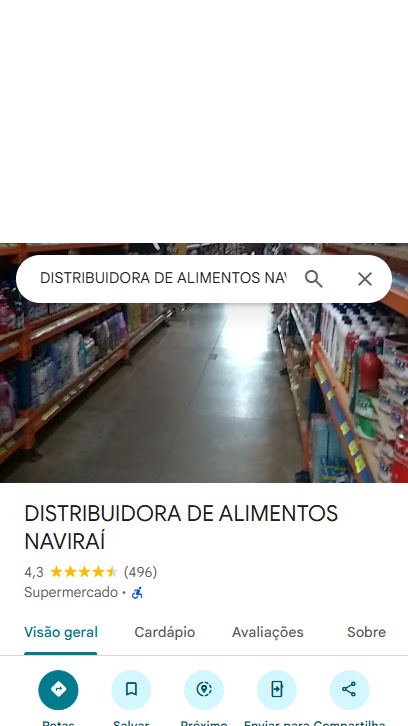 DISTRIBUIDORA DE ALIMENTOS NAV
DISTRIBUIDORA DE ALIMENTOS
NAVIRAÍ
4,3 (496)
Supermercado ·
Visão geral Cardápio Avaliações Sobre
Rotas Salvar Próximo Enviar para Compartilha